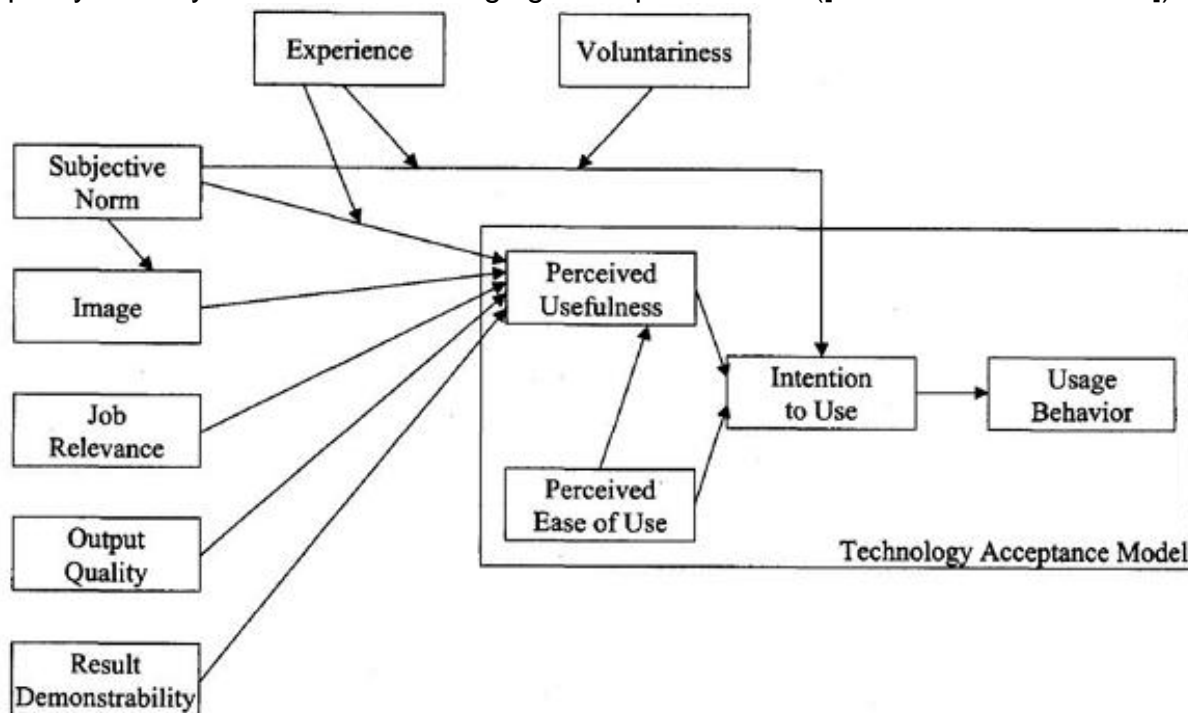 Experience
Voluntariness
Subjective
Norm
Image
Perceived
Usefulness
Job
Relevance
Intention
to Use
Usage
Behavior
Perceived
Ease of Use
Output
Quality
Technology Acceptance Model
Result
Demonstrability